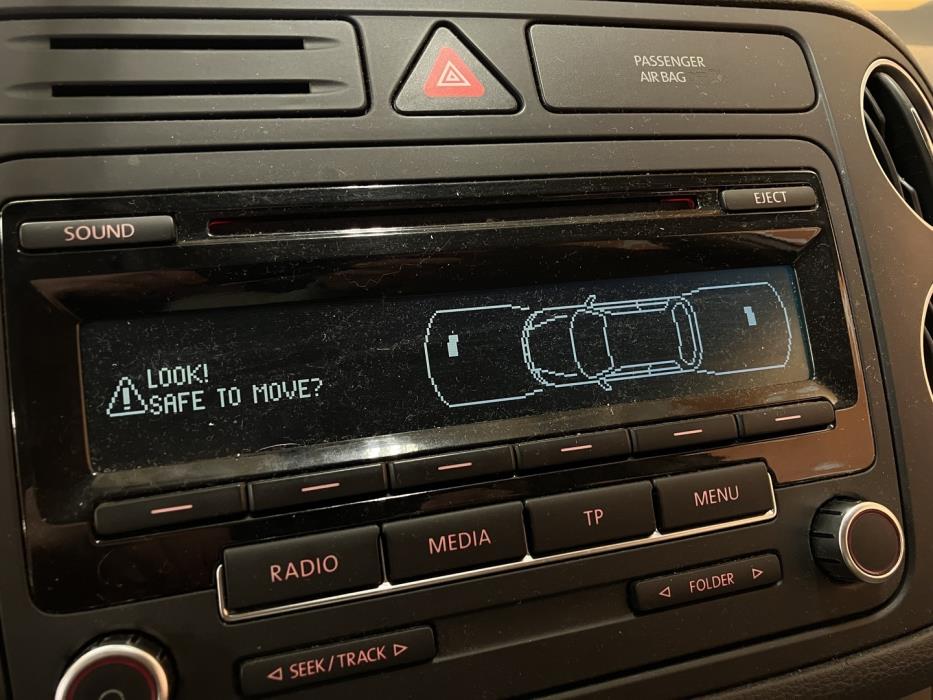 PASSENGER
AIR BAG
SOUND
EJECT
LOOK!
SAFE TO MOVE?
RADIO
MEDIA
TP
MENU
FOLDER
SEEK / TRACK